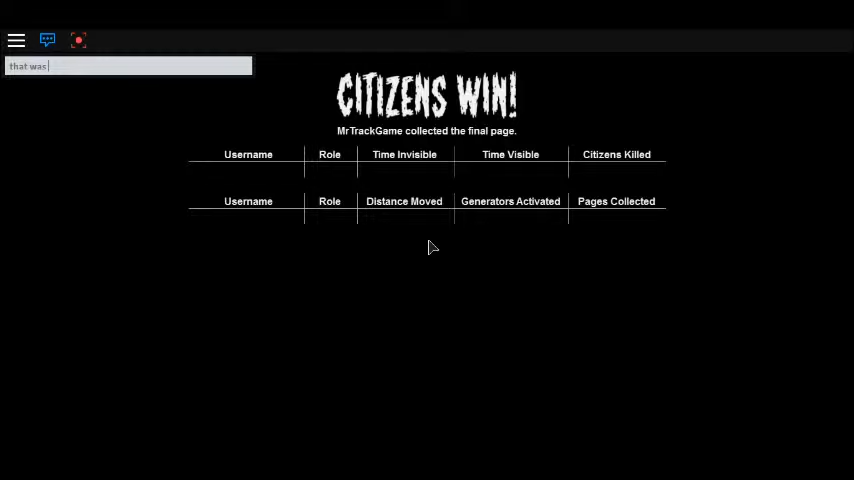 that was
CITIZENS WIN!
MrTrackGame collected the final page.
Username Role Time Invisible Time Visible Citizens Killed
Username Role Distance Moved Generators Activated Pages Collected